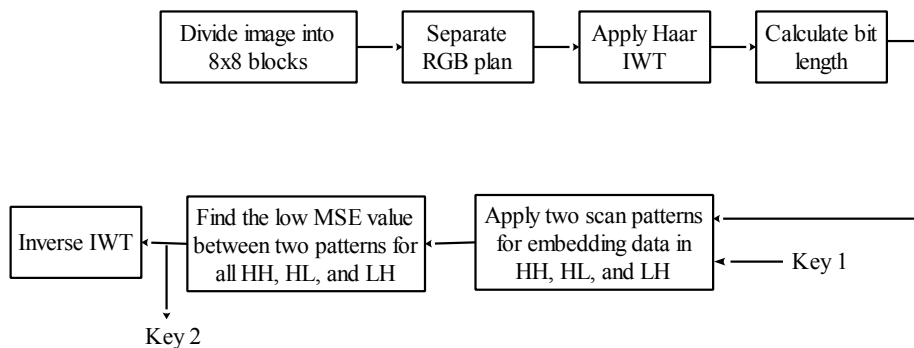 Divide image into
8x8 blocks
Separate
RGB plan
Apply Haar
IWT
Calculate bit
length
Inverse IWT
Find the low MSE value
between two patterns for
all HH, HL, and LH
Apply two scan patterns
for embedding data in
HH, HL, and LH
Key 1
Key 2